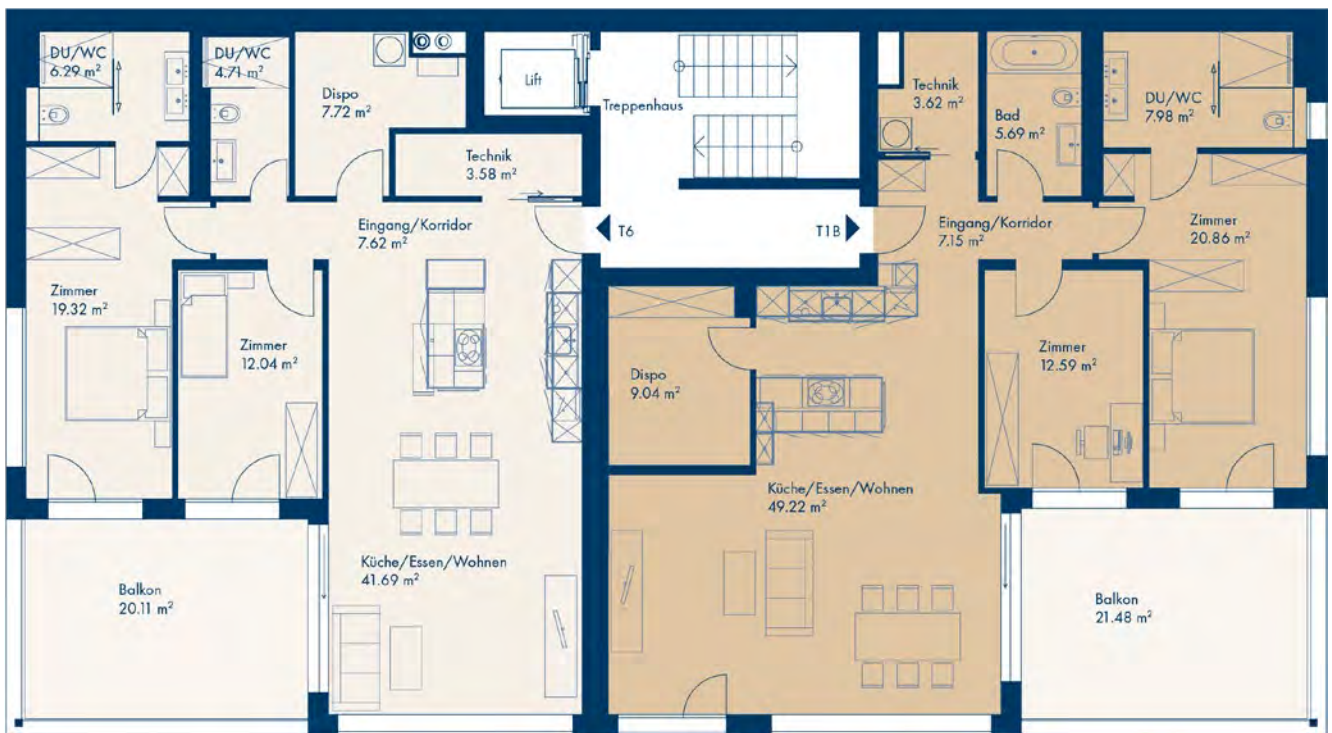 DU/WC
6.29 m²
DU/WC
4.71 m²
Dispo
7.72 m²
Lift
Treppenhaus
Technik
3.62 m²
Bad
5.69 m²
DU/WC
7.98 m²
Technik
3.58 m²
Eingang/Korridor
7.62 m²
T6
T1B
Eingang/Korridor
7.15 m²
Zimmer
20.86 m²
Zimmer
19.32 m²
Zimmer
12.04 m²
Dispo
9.04 m²
Zimmer
12.59 m²
Küche/Essen/Wohnen
49.22 m²
Küche/Essen/Wohnen
41.69 m²
Balkon
20.11 m²
Balkon
21.48 m²